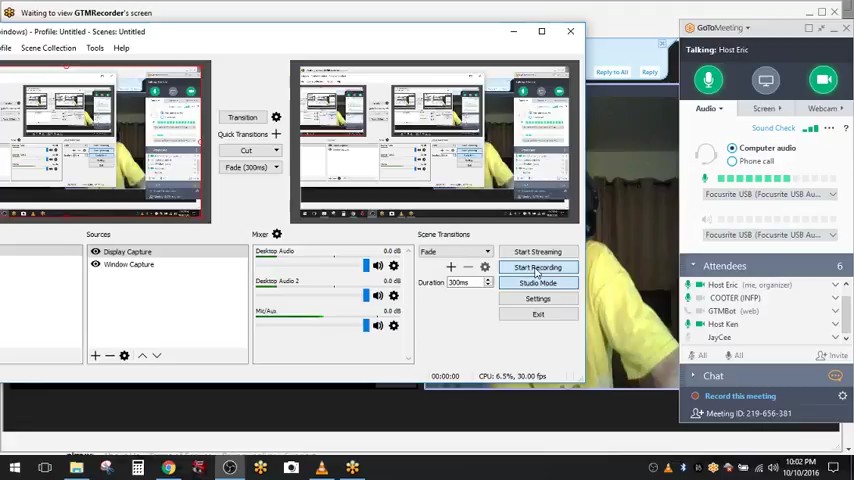 Waiting to view GTMRecorder's screen
indows) - Profile: Untitled - Scenes: Untitled
ofile Scene Collection Tools Help
Transition
Quick Transitions
Cut
Fade (300ms)
Sources
Display Capture
Window Capture
Mixer
Desktop Audio 0.0 dB
Desktop Audio 2 0.0 dB
Mic/Aux 0.0 dB
Scene Transitions
Fade
Duration 300ms
Start Streaming
Start Recording
Studio Mode
Settings
Exit
00:00:00 CPU: 6.5%, 30.00 fps
Reply to All Reply
GoToMeeting
Talking: Host Eric
Audio Screen Webcam
Sound Check
Computer audio
Phone call
Focusrite USB (Focusrite USB Au...
Focusrite USB (Focusrite USB Au...
Attendees 6
Host Eric (me, organizer)
COOTER (INFP)
GTMBot (web)
Host Ken
JayCee
All All Invite
Chat
Record this meeting
Meeting ID: 219-656-381
10:02 PM
10/10/2016